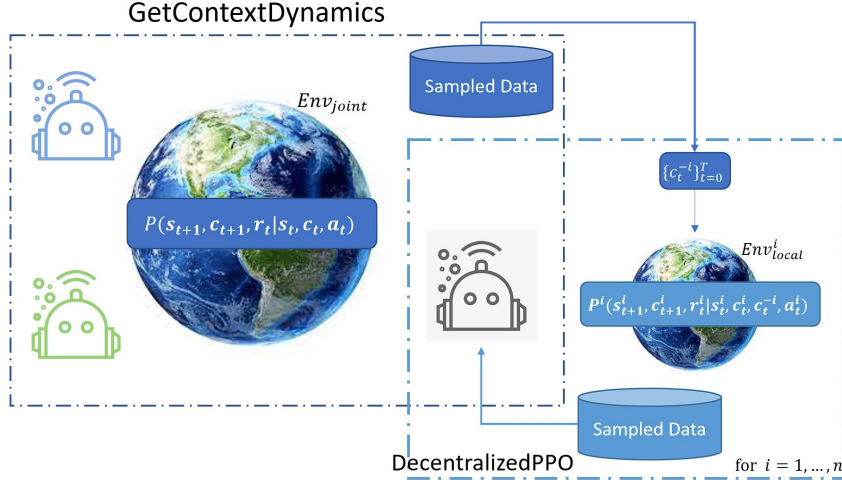 GetContextDynamics
Sampled Data
Env_joint
{c_t^{-i}}_{t=0}^T
P(s_{t+1}, c_{t+1}, r_t|s_t, c_t, a_t)
Env_local^i
P^i(s_{t+1}^i, c_{t+1}^i, r_t^i|s_t^i, c_t^i, c_t^{-i}, a_t^i)
Sampled Data
DecentralizedPPO
for i = 1, ..., n